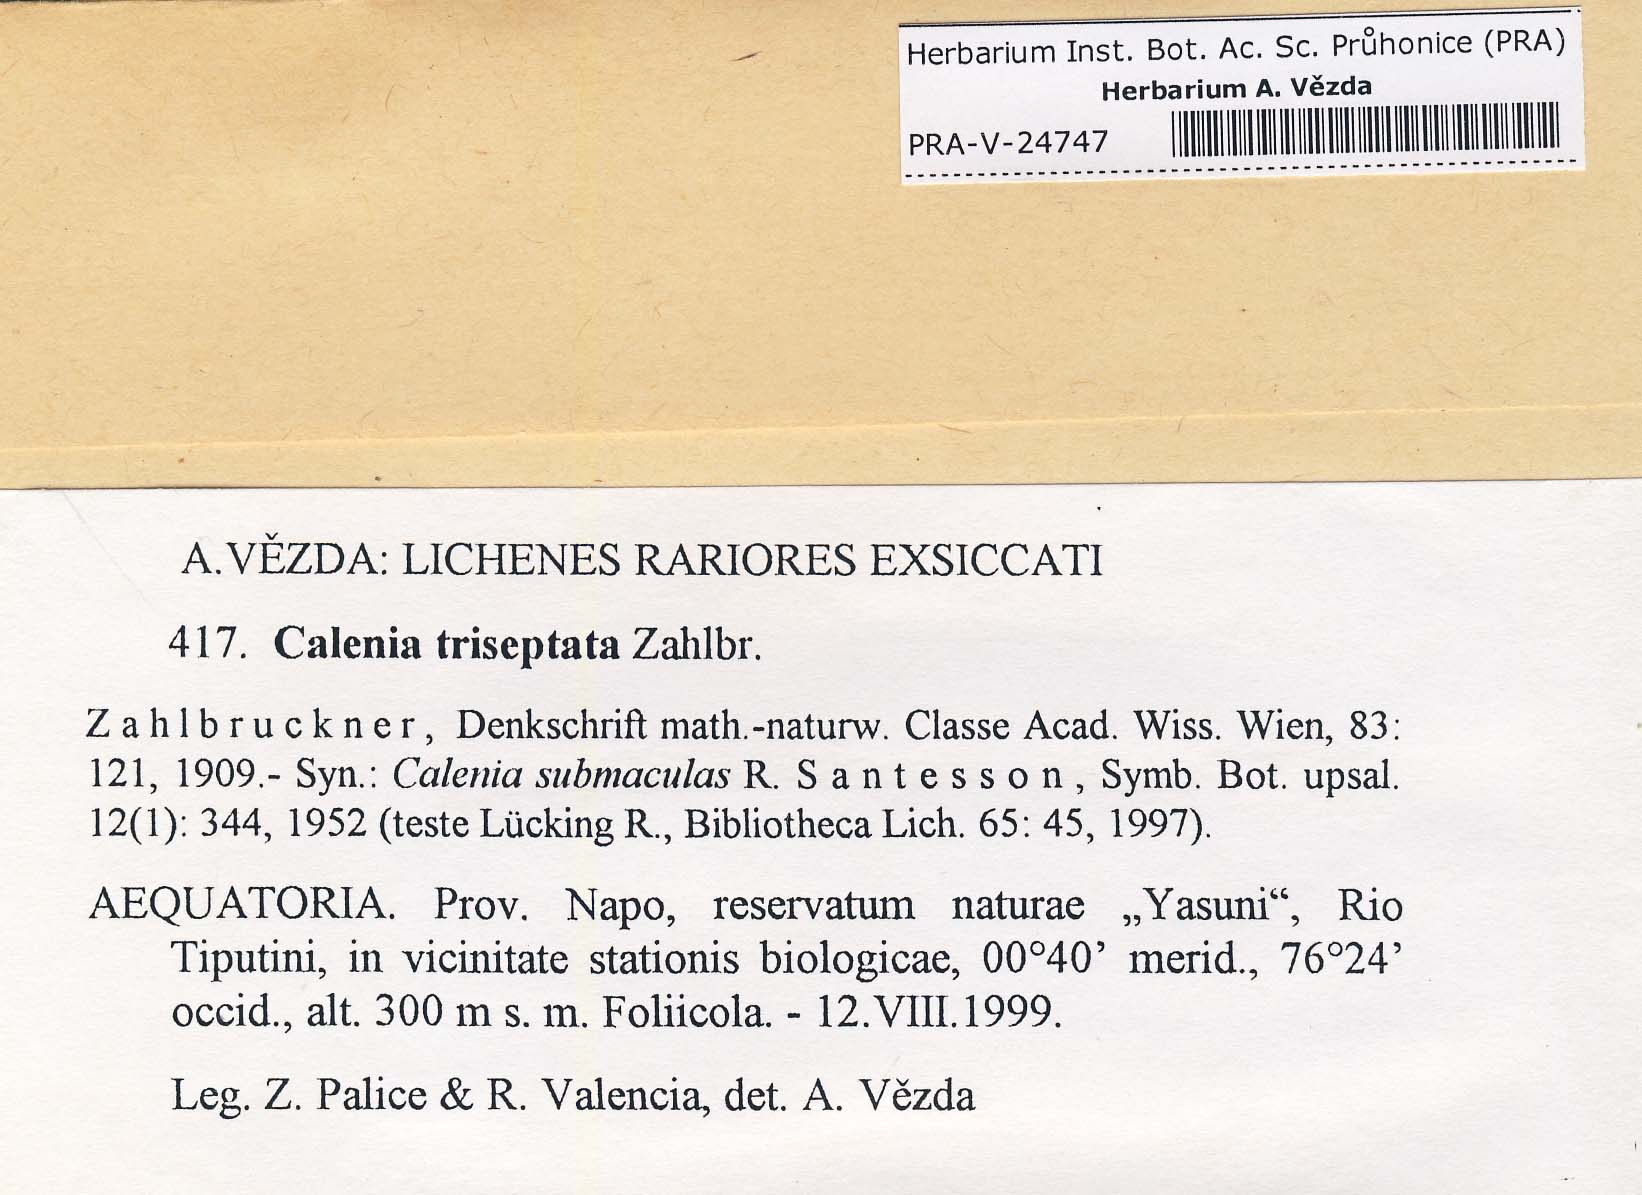 Herbarium Inst. Bot. Ac. Sc. Průhonice (PRA)
Herbarium A. Vězda
PRA-V-24747
A. VĚZDA: LICHENES RARIORES EXSICCATI
417. Calenia triseptata Zahlbr.
Zahlbruckner, Denkschrift math.-naturw. Classe Acad. Wiss. Wien, 83:
121, 1909.- Syn.: Calenia submaculas R. Santesson, Symb. Bot. upsal.
12(1): 344, 1952 (teste Lücking R., Bibliotheca Lich. 65: 45, 1997).
AEQUATORIA. Prov. Napo, reservatum naturae „Yasuni“, Rio
Tiputini, in vicinitate stationis biologicae, 00°40’ merid., 76°24’
occid., alt. 300 m s. m. Foliicola. - 12.VIII.1999.
Leg. Z. Palice & R. Valencia, det. A. Vězda